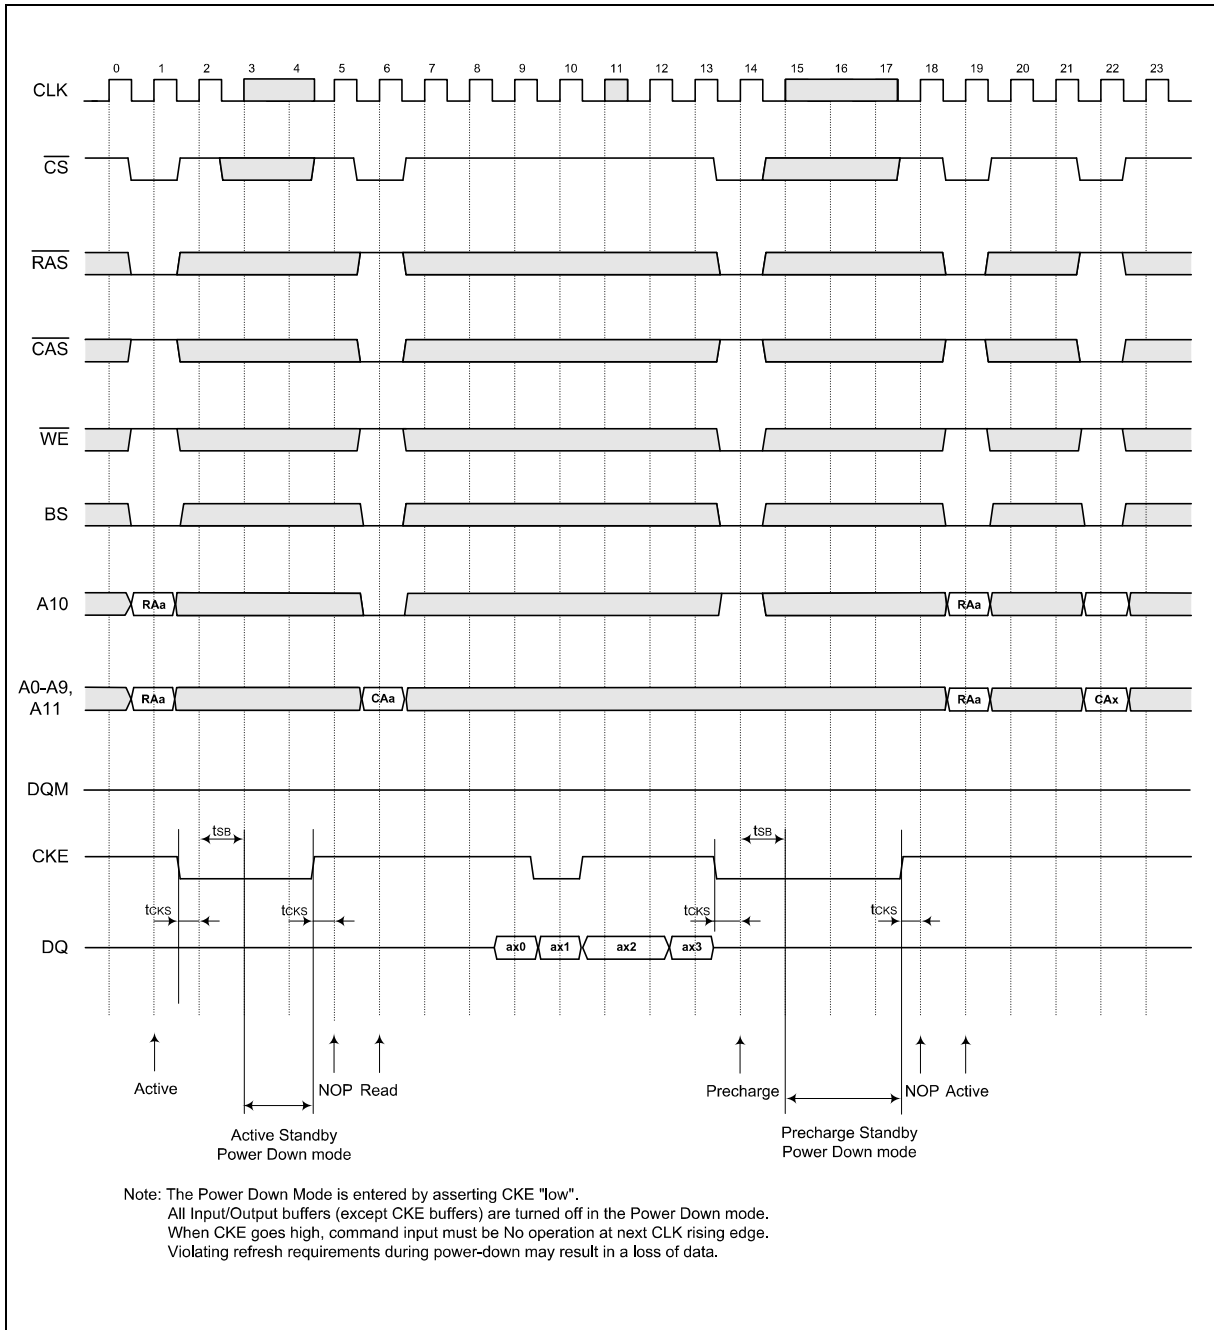 0 1 2 3 4 5 6 7 8 9 10 11 12 13 14 15 16 17 18 19 20 21 22 23
CLK
CS
RAS
CAS
WE
BS
A10 RAa RAa
A0-A9,
A11 RAa CAa RAa CAx
DQM
tSB tSB
CKE
tCKS tCKS tCKS tCKS
DQ ax0 ax1 ax2 ax3
Active NOP Read Precharge NOP Active
Active Standby
Power Down mode
Precharge Standby
Power Down mode
Note: The Power Down Mode is entered by asserting CKE "low".
All Input/Output buffers (except CKE buffers) are turned off in the Power Down mode.
When CKE goes high, command input must be No operation at next CLK rising edge.
Violating refresh requirements during power-down may result in a loss of data.